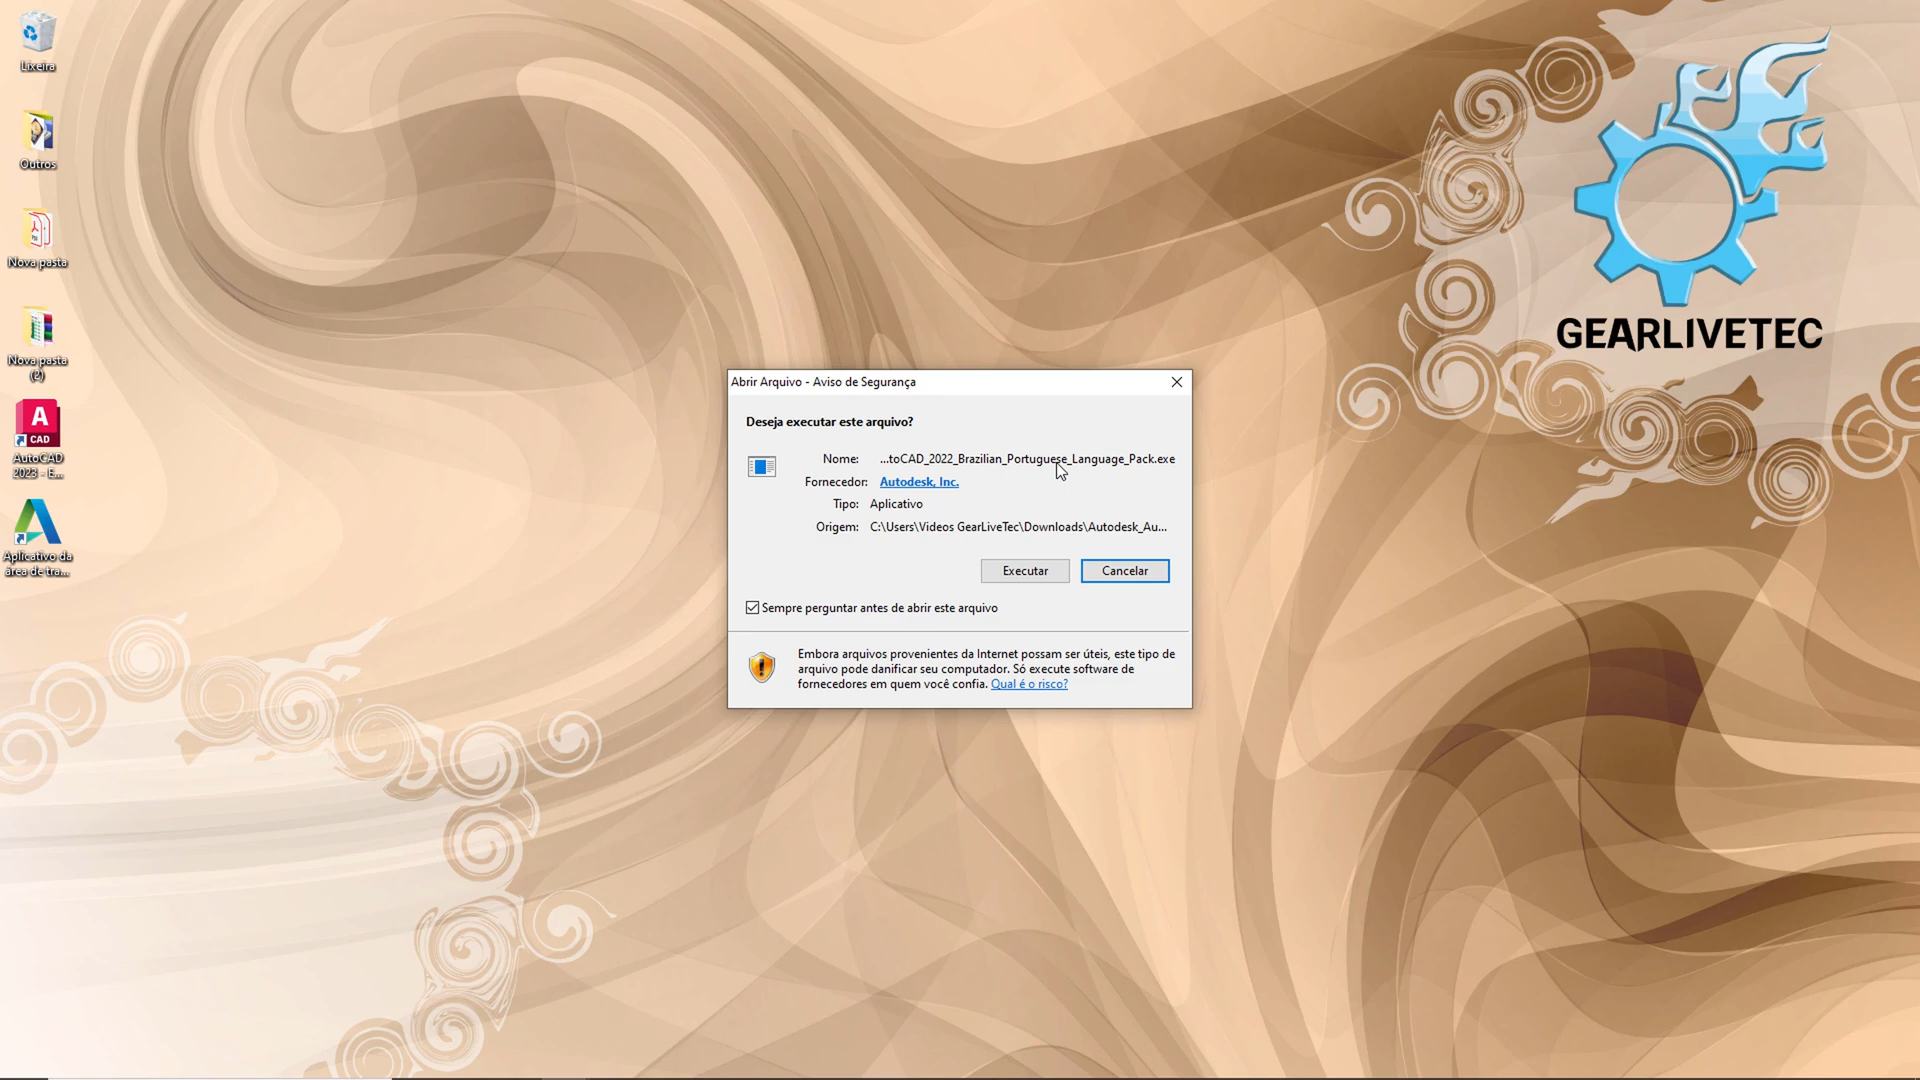 Lixeira
Outros
Nova pasta
Nova pasta
(2)
A
CAD
AutoCAD
2023 - E...
Aplicativo da
área de tra...
GEARLIVETEC
Abrir Arquivo - Aviso de Segurança
Deseja executar este arquivo?
Nome: ...toCAD_2022_Brazilian_Portuguese_Language_Pack.exe
Fornecedor: Autodesk, Inc.
Tipo: Aplicativo
Origem: C:\Users\Videos GearLiveTec\Downloads\Autodesk_Au...
Executar
Cancelar
Sempre perguntar antes de abrir este arquivo
Embora arquivos provenientes da Internet possam ser úteis, este tipo de
arquivo pode danificar seu computador. Só execute software de
fornecedores em quem você confia. Qual é o risco?